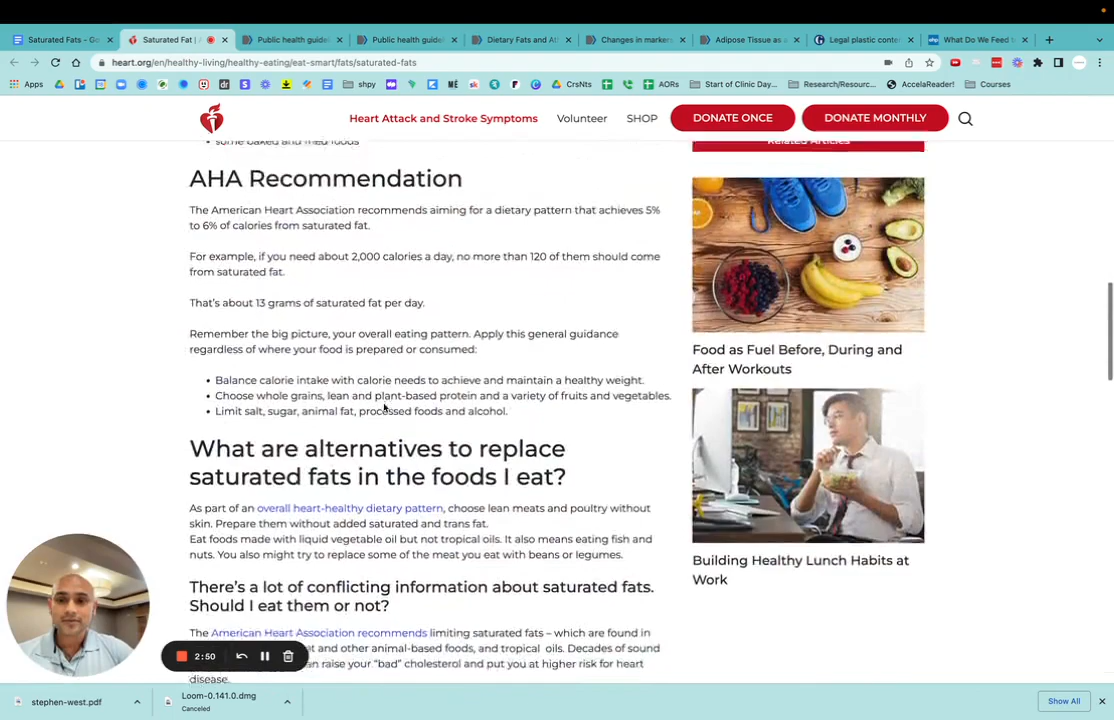 Saturated Fats - Go
Saturated Fat |
Public health guide
Public health guide
Dietary Fats and At
Changes in marker
Adipose Tissue as
Legal plastic conte
What Do We Feed t
heart.org/en/healthy-living/healthy-eating/eat-smart/fats/saturated-fats
Apps
shpy
CrsNts
AORs
Start of Clinic Day...
Research/Resourc...
AccelaReader!
Courses
Heart Attack and Stroke Symptoms
Volunteer
SHOP
DONATE ONCE
DONATE MONTHLY
some baked and fried foods
Related Articles
AHA Recommendation
The American Heart Association recommends aiming for a dietary pattern that achieves 5%
to 6% of calories from saturated fat.
For example, if you need about 2,000 calories a day, no more than 120 of them should come
from saturated fat.
That's about 13 grams of saturated fat per day.
Remember the big picture, your overall eating pattern. Apply this general guidance
regardless of where your food is prepared or consumed:
• Balance calorie intake with calorie needs to achieve and maintain a healthy weight.
• Choose whole grains, lean and plant-based protein and a variety of fruits and vegetables.
• Limit salt, sugar, animal fat, processed foods and alcohol.
Food as Fuel Before, During and
After Workouts
What are alternatives to replace
saturated fats in the foods I eat?
As part of an overall heart-healthy dietary pattern, choose lean meats and poultry without
skin. Prepare them without added saturated and trans fat.
Eat foods made with liquid vegetable oil but not tropical oils. It also means eating fish and
nuts. You also might try to replace some of the meat you eat with beans or legumes.
Building Healthy Lunch Habits at
Work
There's a lot of conflicting information about saturated fats.
Should I eat them or not?
The American Heart Association recommends limiting saturated fats – which are found in
at and other animal-based foods, and tropical oils. Decades of sound
an raise your "bad" cholesterol and put you at higher risk for heart
disease.
2:50
stephen-west.pdf
Loom-0.141.0.dmg
Canceled
Show All